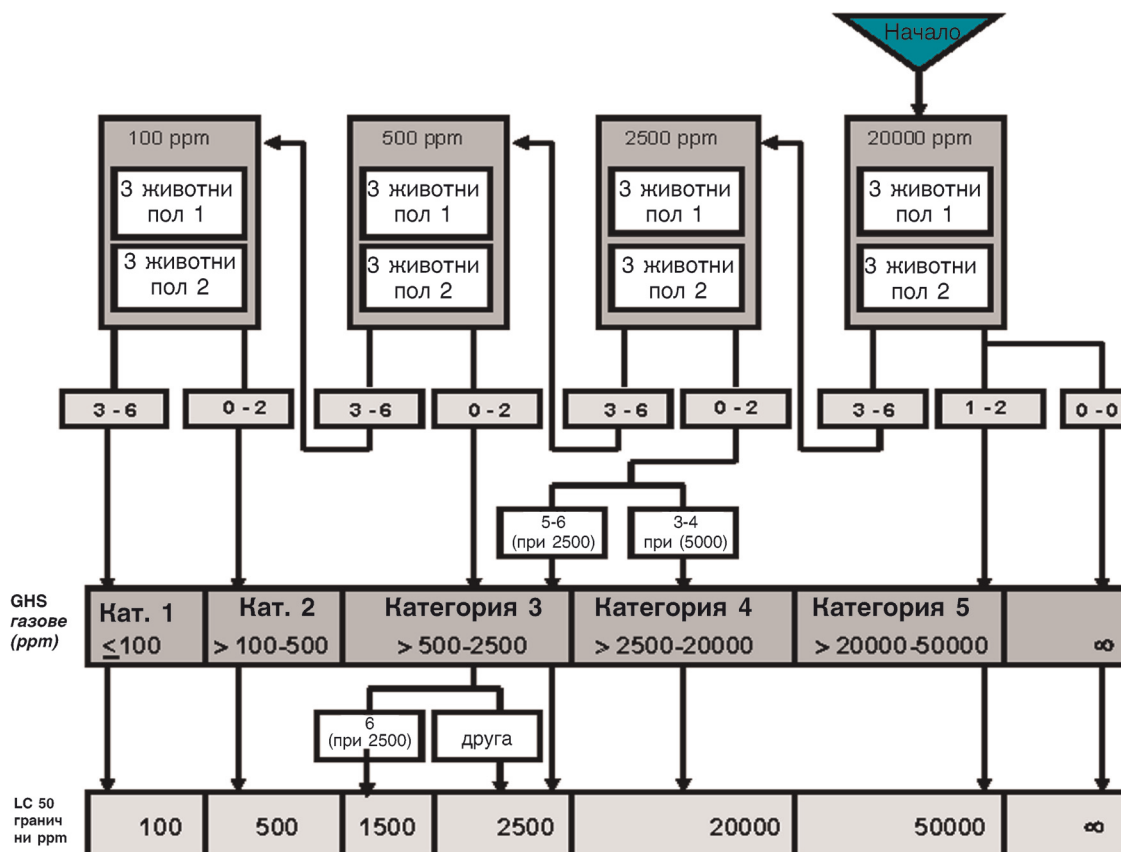 Начало
100 ppm
500 ppm
2500 ppm
20000 ppm
3 животни
пол 1
3 животни
пол 1
3 животни
пол 1
3 животни
пол 1
3 животни
пол 2
3 животни
пол 2
3 животни
пол 2
3 животни
пол 2
3 - 6
0 - 2
3 - 6
0 - 2
3 - 6
0 - 2
3 - 6
1 - 2
0 - 0
5-6
(при 2500)
3-4
при (5000)
GHS
газове
(ppm)
Кат. 1
≤100
Кат. 2
> 100-500
Категория 3
> 500-2500
Категория 4
> 2500-20000
Категория 5
> 20000-50000
∞
6
(при 2500)
друга
LC 50
гранич
ни ppm
100
500
1500
2500
20000
50000
∞